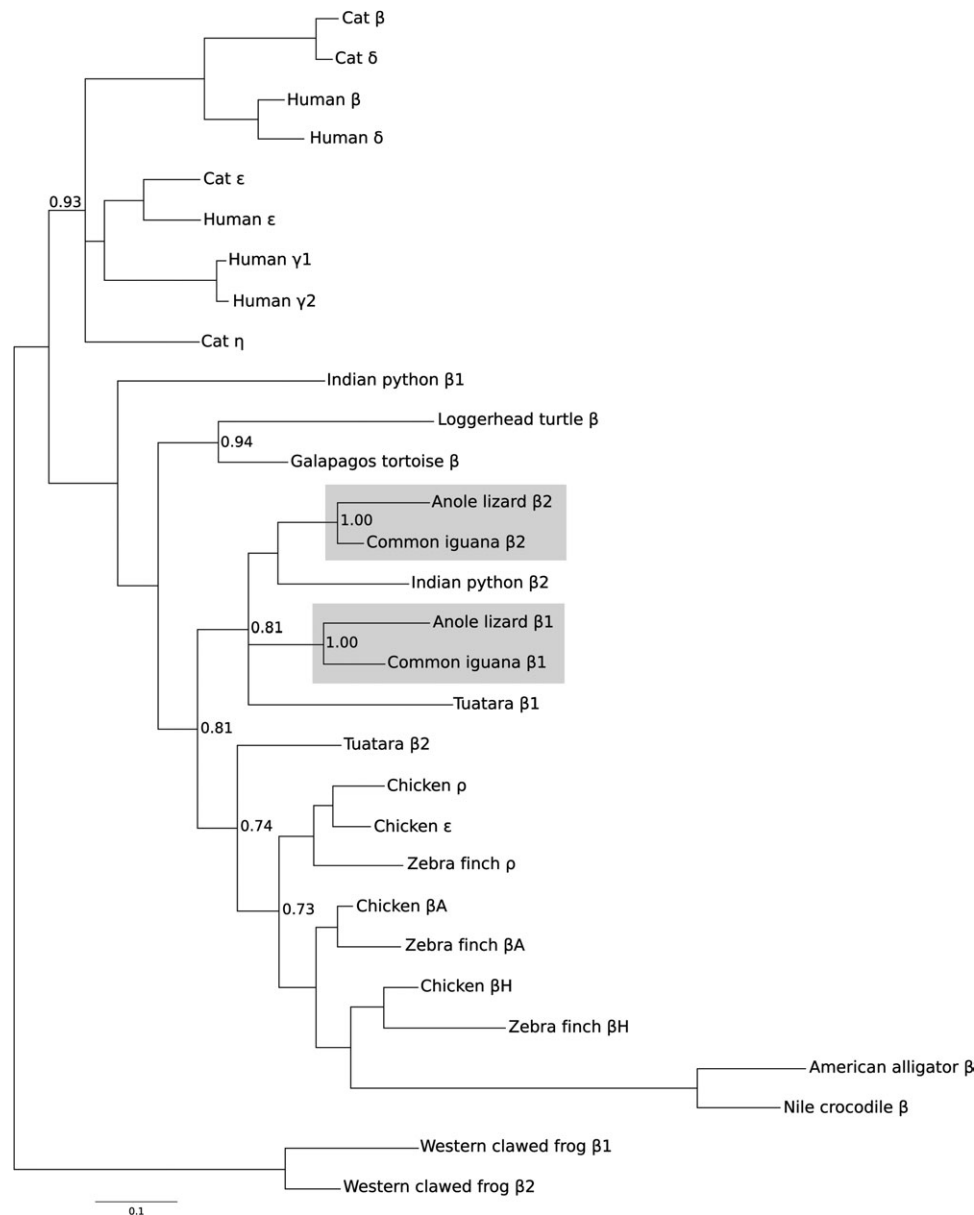 Cat β
Cat δ
Human β
Human δ
Cat ε
0.93
Human ε
Human γ1
Human γ2
Cat η
Indian python β1
Loggerhead turtle β
0.94
Galapagos tortoise β
Anole lizard β2
1.00
Common iguana β2
Indian python β2
Anole lizard β1
0.81
1.00
Common iguana β1
Tuatara β1
0.81
Tuatara β2
Chicken ρ
0.74
Chicken ε
Zebra finch ρ
Chicken βA
0.73
Zebra finch βA
Chicken βH
Zebra finch βH
American alligator β
Nile crocodile β
Western clawed frog β1
Western clawed frog β2
0.1